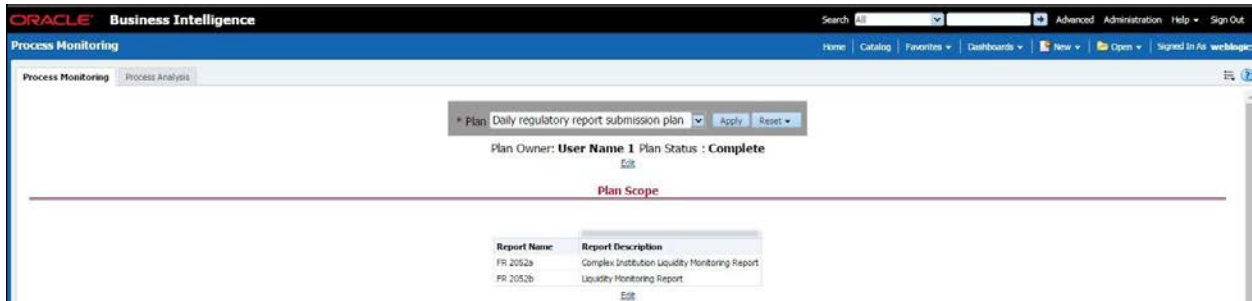 ORACLE Business Intelligence Search All Advanced Administration Help Sign Out
Process Monitoring Home Catalog Favorites Dashboards New Open Signed In As weblogic
Process Monitoring Process Analysis
* Plan Daily regulatory report submission plan Apply Reset
Plan Owner: User Name 1 Plan Status : Complete
Edit
Plan Scope
Report Name Report Description
FR 2052a Complex Institution Liquidity Monitoring Report
FR 2052b Liquidity Monitoring Report
Edit